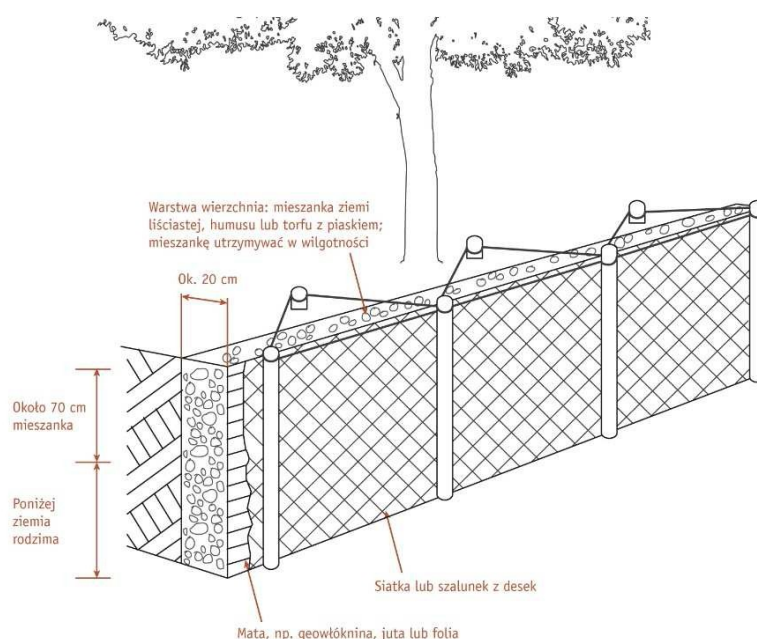 Warstwa wierzchnia: mieszanka ziemi
liściastej, humusu lub torfu z piaskiem;
mieszankę utrzymywać w wilgotności
Ok. 20 cm
Około 70 cm
mieszanka
Poniżej
ziemia
rodzima
Siatka lub szalunek z desek
Mata, np. geowłóknina, juta lub folia